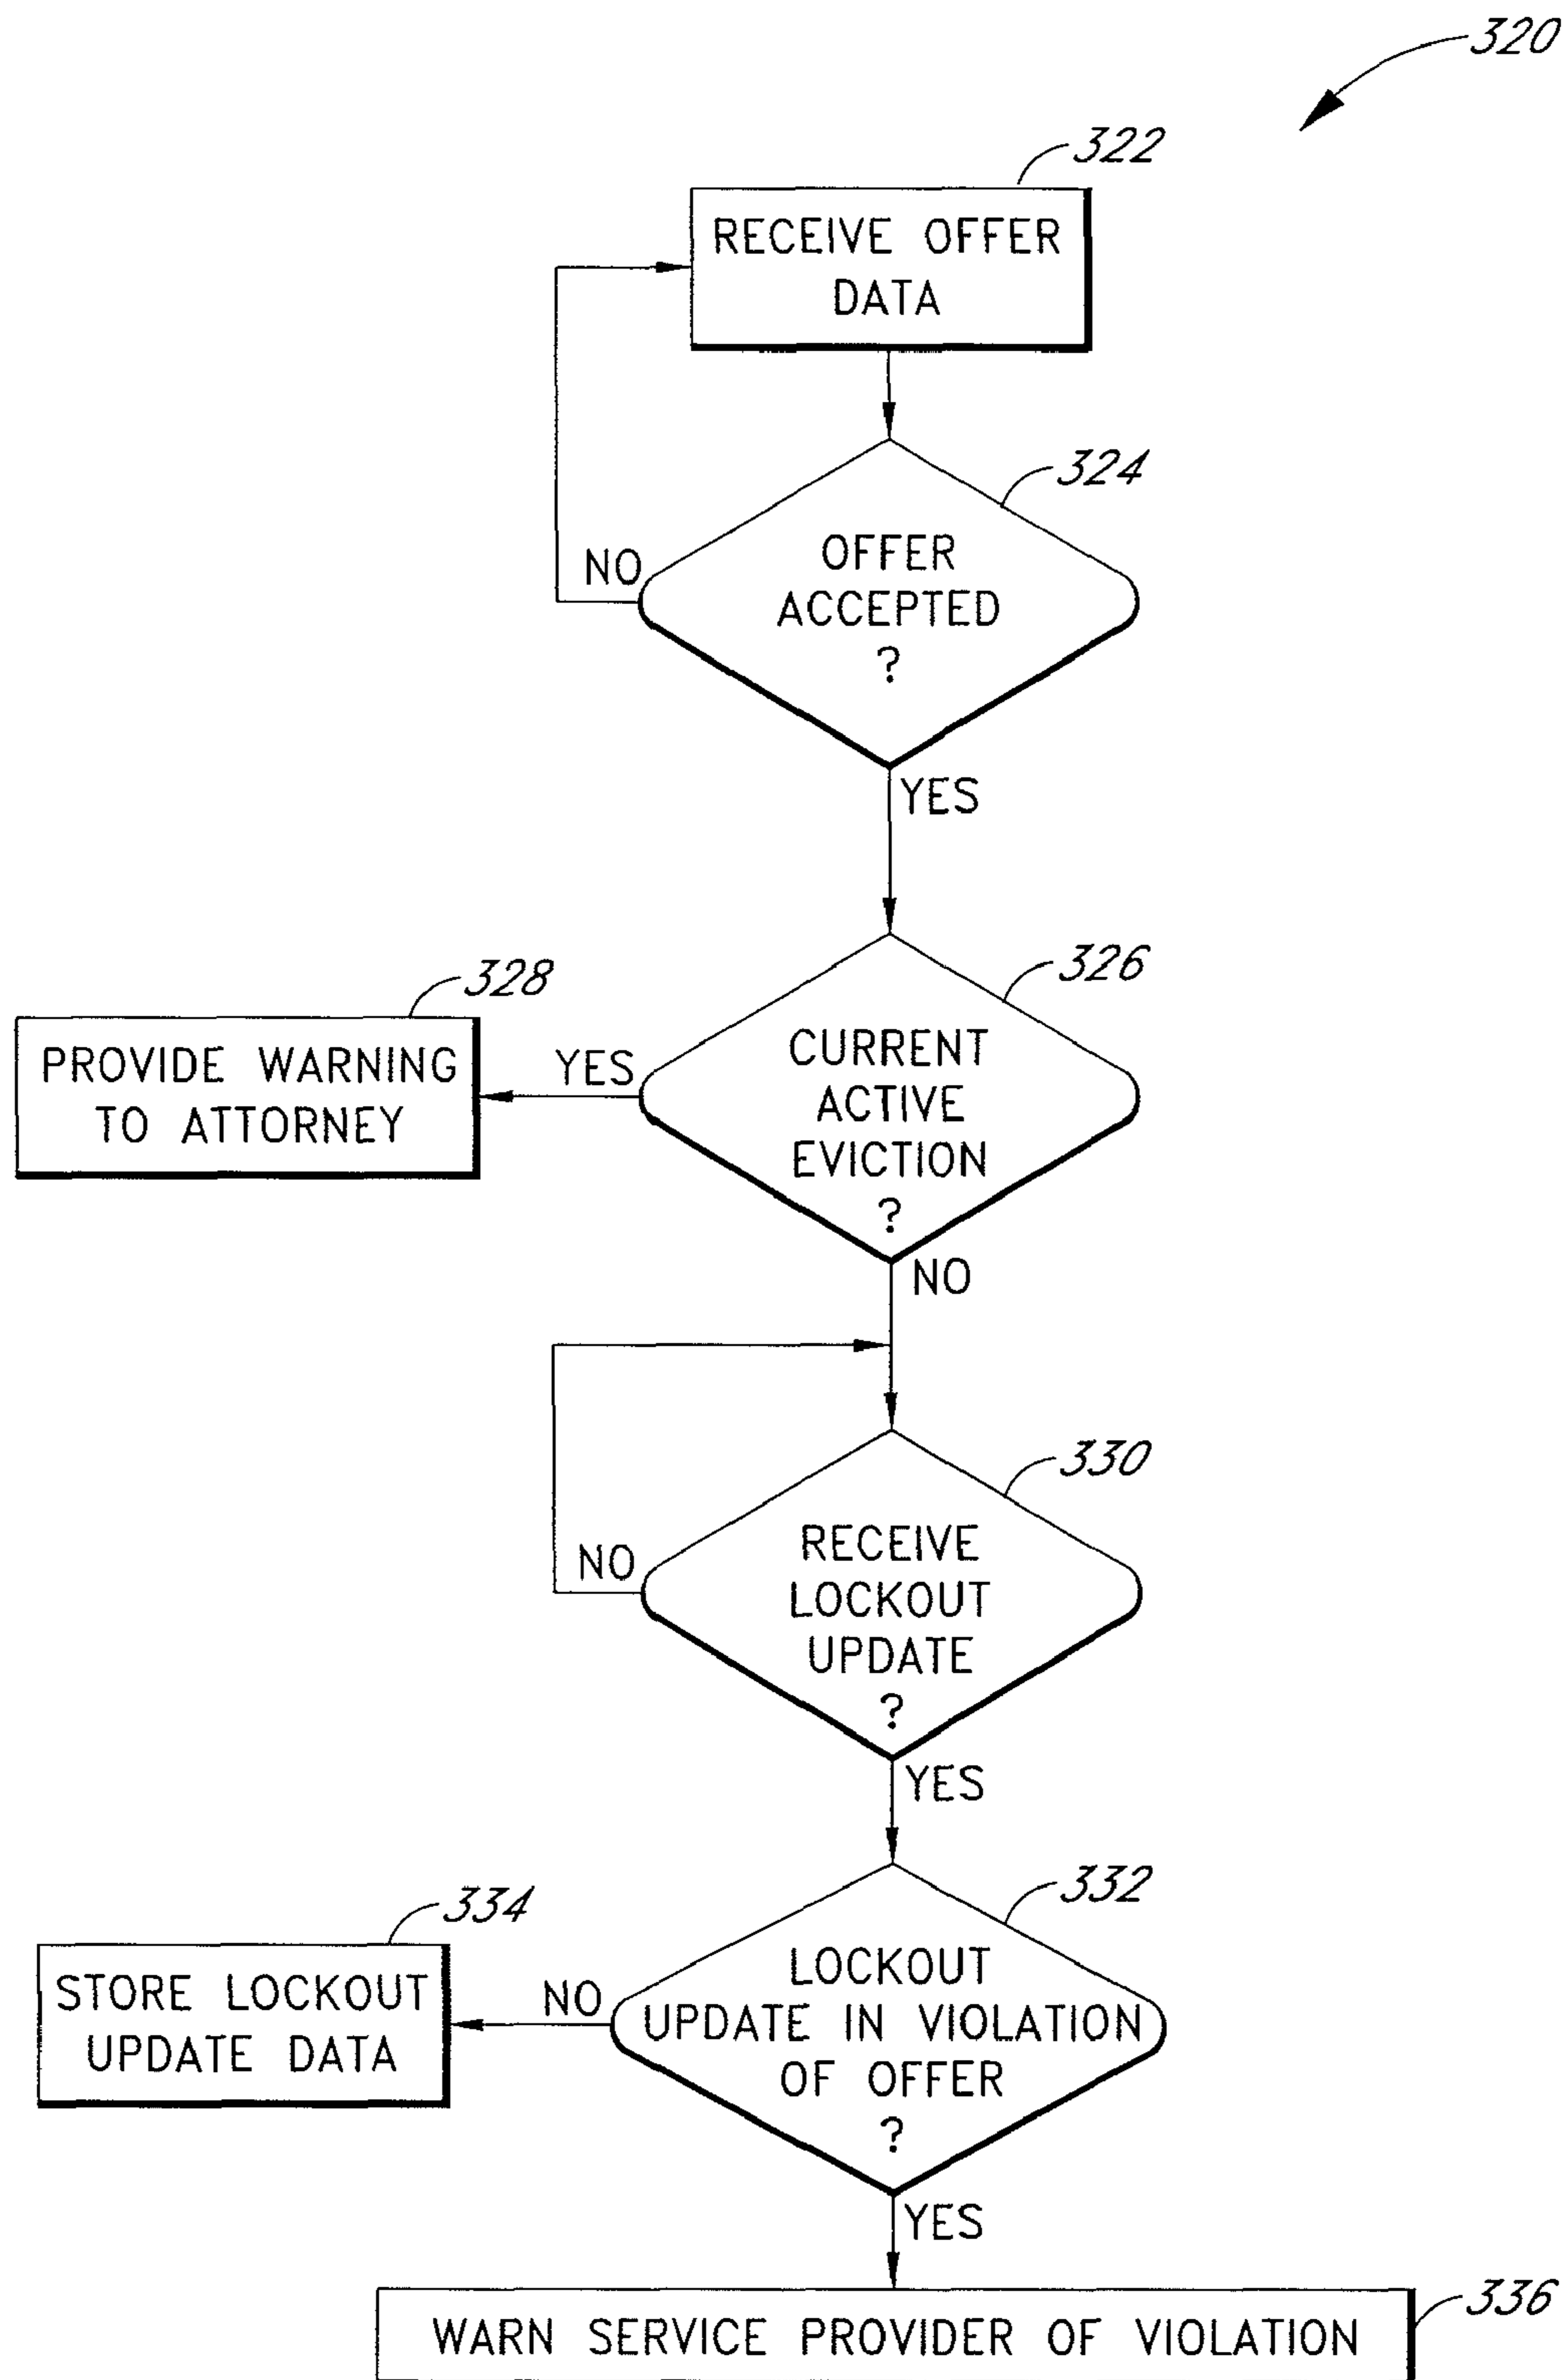 320
322
RECEIVE OFFER
DATA
324
OFFER
ACCEPTED
?
NO
YES
326
CURRENT
ACTIVE
EVICTION
?
328
PROVIDE WARNING
TO ATTORNEY
YES
NO
330
RECEIVE
LOCKOUT
UPDATE
?
NO
YES
332
LOCKOUT
UPDATE IN VIOLATION
OF OFFER
?
334
STORE LOCKOUT
UPDATE DATA
NO
YES
336
WARN SERVICE PROVIDER OF VIOLATION